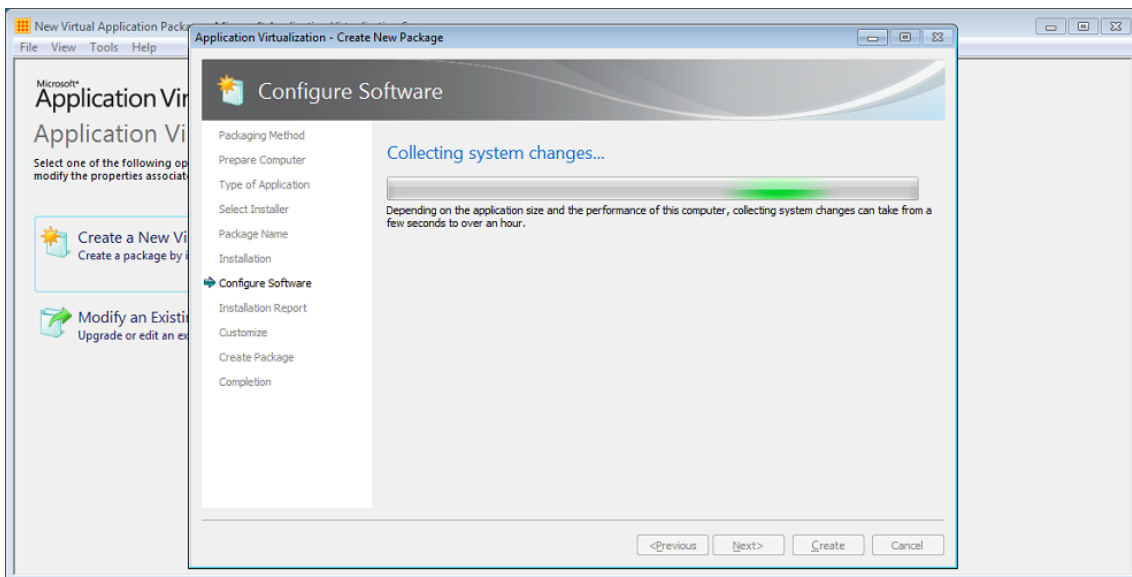 New Virtual Application Packa
File View Tools Help
Microsoft
Application Vir
Application Vi
Select one of the following op
modify the properties associat
Create a New Vi
Create a package by i
Modify an Existi
Upgrade or edit an ex
Application Virtualization - Create New Package
Configure Software
Packaging Method
Prepare Computer
Type of Application
Select Installer
Package Name
Installation
Configure Software
Installation Report
Customize
Create Package
Completion
Collecting system changes...
Depending on the application size and the performance of this computer, collecting system changes can take from a
few seconds to over an hour.
<Previous Next> Create Cancel